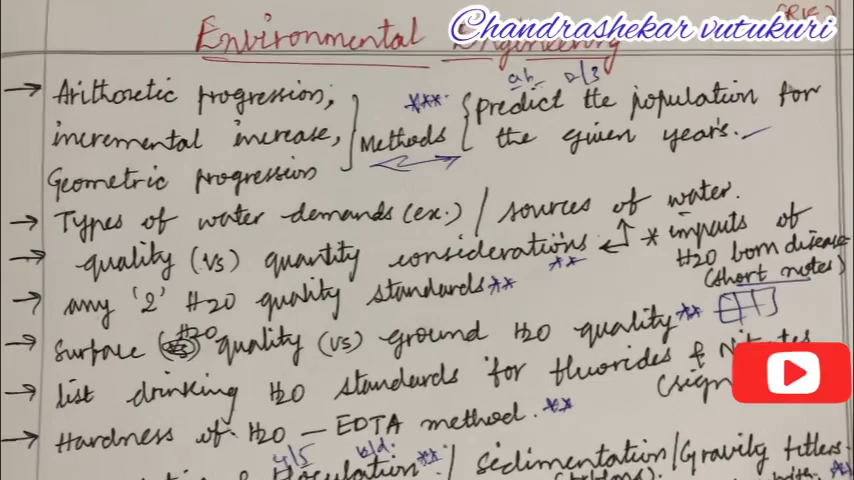 Chandrashekar vutukuri
Environmental Engineering
→ Arithmetic progression,
incremental increase,
Geometric progression
Methods
*** predict the population for
the given years.
→ Types of water demands (ex.) / sources of water.
→ quality (vs) quantity considerations ** * impacts of
H2O born disease
(short notes)
→ any '2' H2O quality standards **
→ Surface H2O quality (vs) ground H2O quality **
→ list drinking H2O standards for fluorides &
→ Hardness of H2O - EDTA method. **
** / sedimentation / Gravity filters.